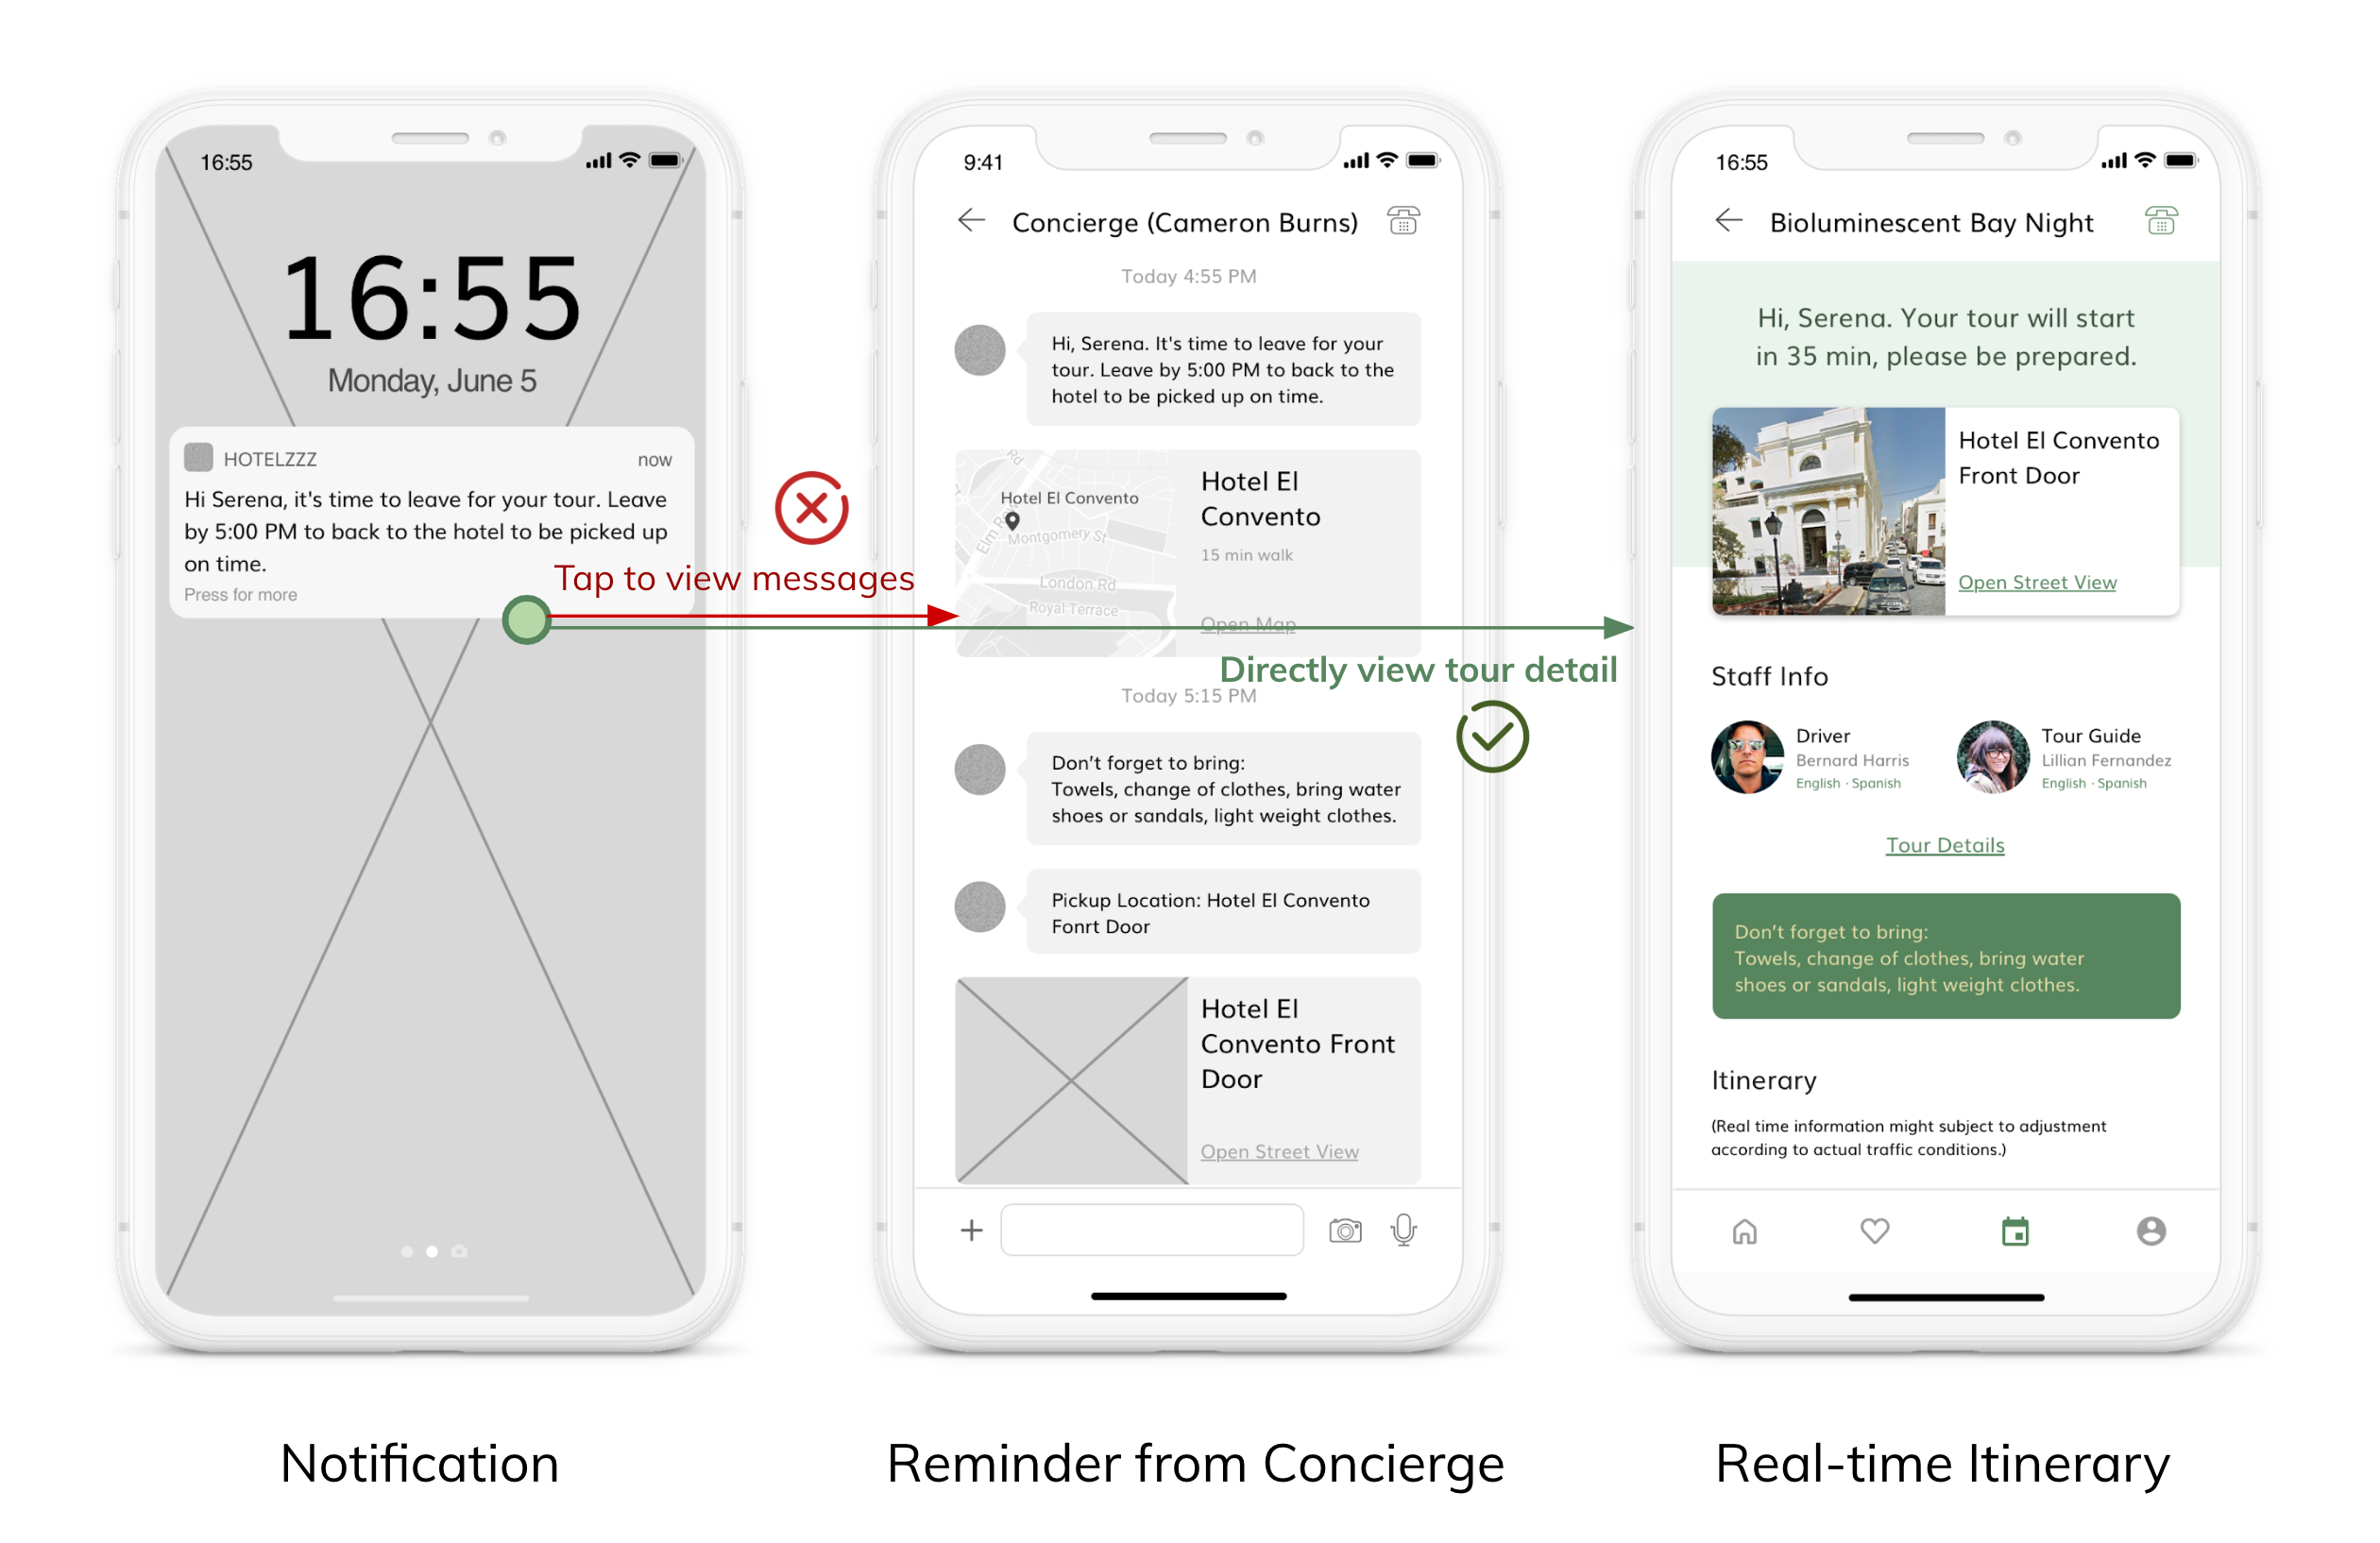 16:55
16:55
Monday, June 5
HOTELZZZ
now
Hi Serena, it's time to leave for your tour. Leave
by 5:00 PM to back to the hotel to be picked up
on time.
Press for more
Tap to view messages
9:41
Concierge (Cameron Burns)
Today 4:55 PM
Hi, Serena. It's time to leave for your
tour. Leave by 5:00 PM to back to the
hotel to be picked up on time.
Rd
Hotel El Convento
Elm Ro
Montgomery St
London Rd
Royal Terrace
Hotel El
Convento
15 min walk
Open Map
Directly view tour detail
Today 5:15 PM
Don't forget to bring:
Towels, change of clothes, bring water
shoes or sandals, light weight clothes.
Pickup Location: Hotel El Convento
Fonrt Door
Hotel El
Convento Front
Door
Open Street View
16:55
Bioluminescent Bay Night
Hi, Serena. Your tour will start
in 35 min, please be prepared.
Hotel El Convento
Front Door
Open Street View
Staff Info
Driver
Bernard Harris
English · Spanish
Tour Guide
Lillian Fernandez
English · Spanish
Tour Details
Don't forget to bring:
Towels, change of clothes, bring water
shoes or sandals, light weight clothes.
Itinerary
(Real time information might subject to adjustment
according to actual traffic conditions.)
Notification
Reminder from Concierge
Real-time Itinerary